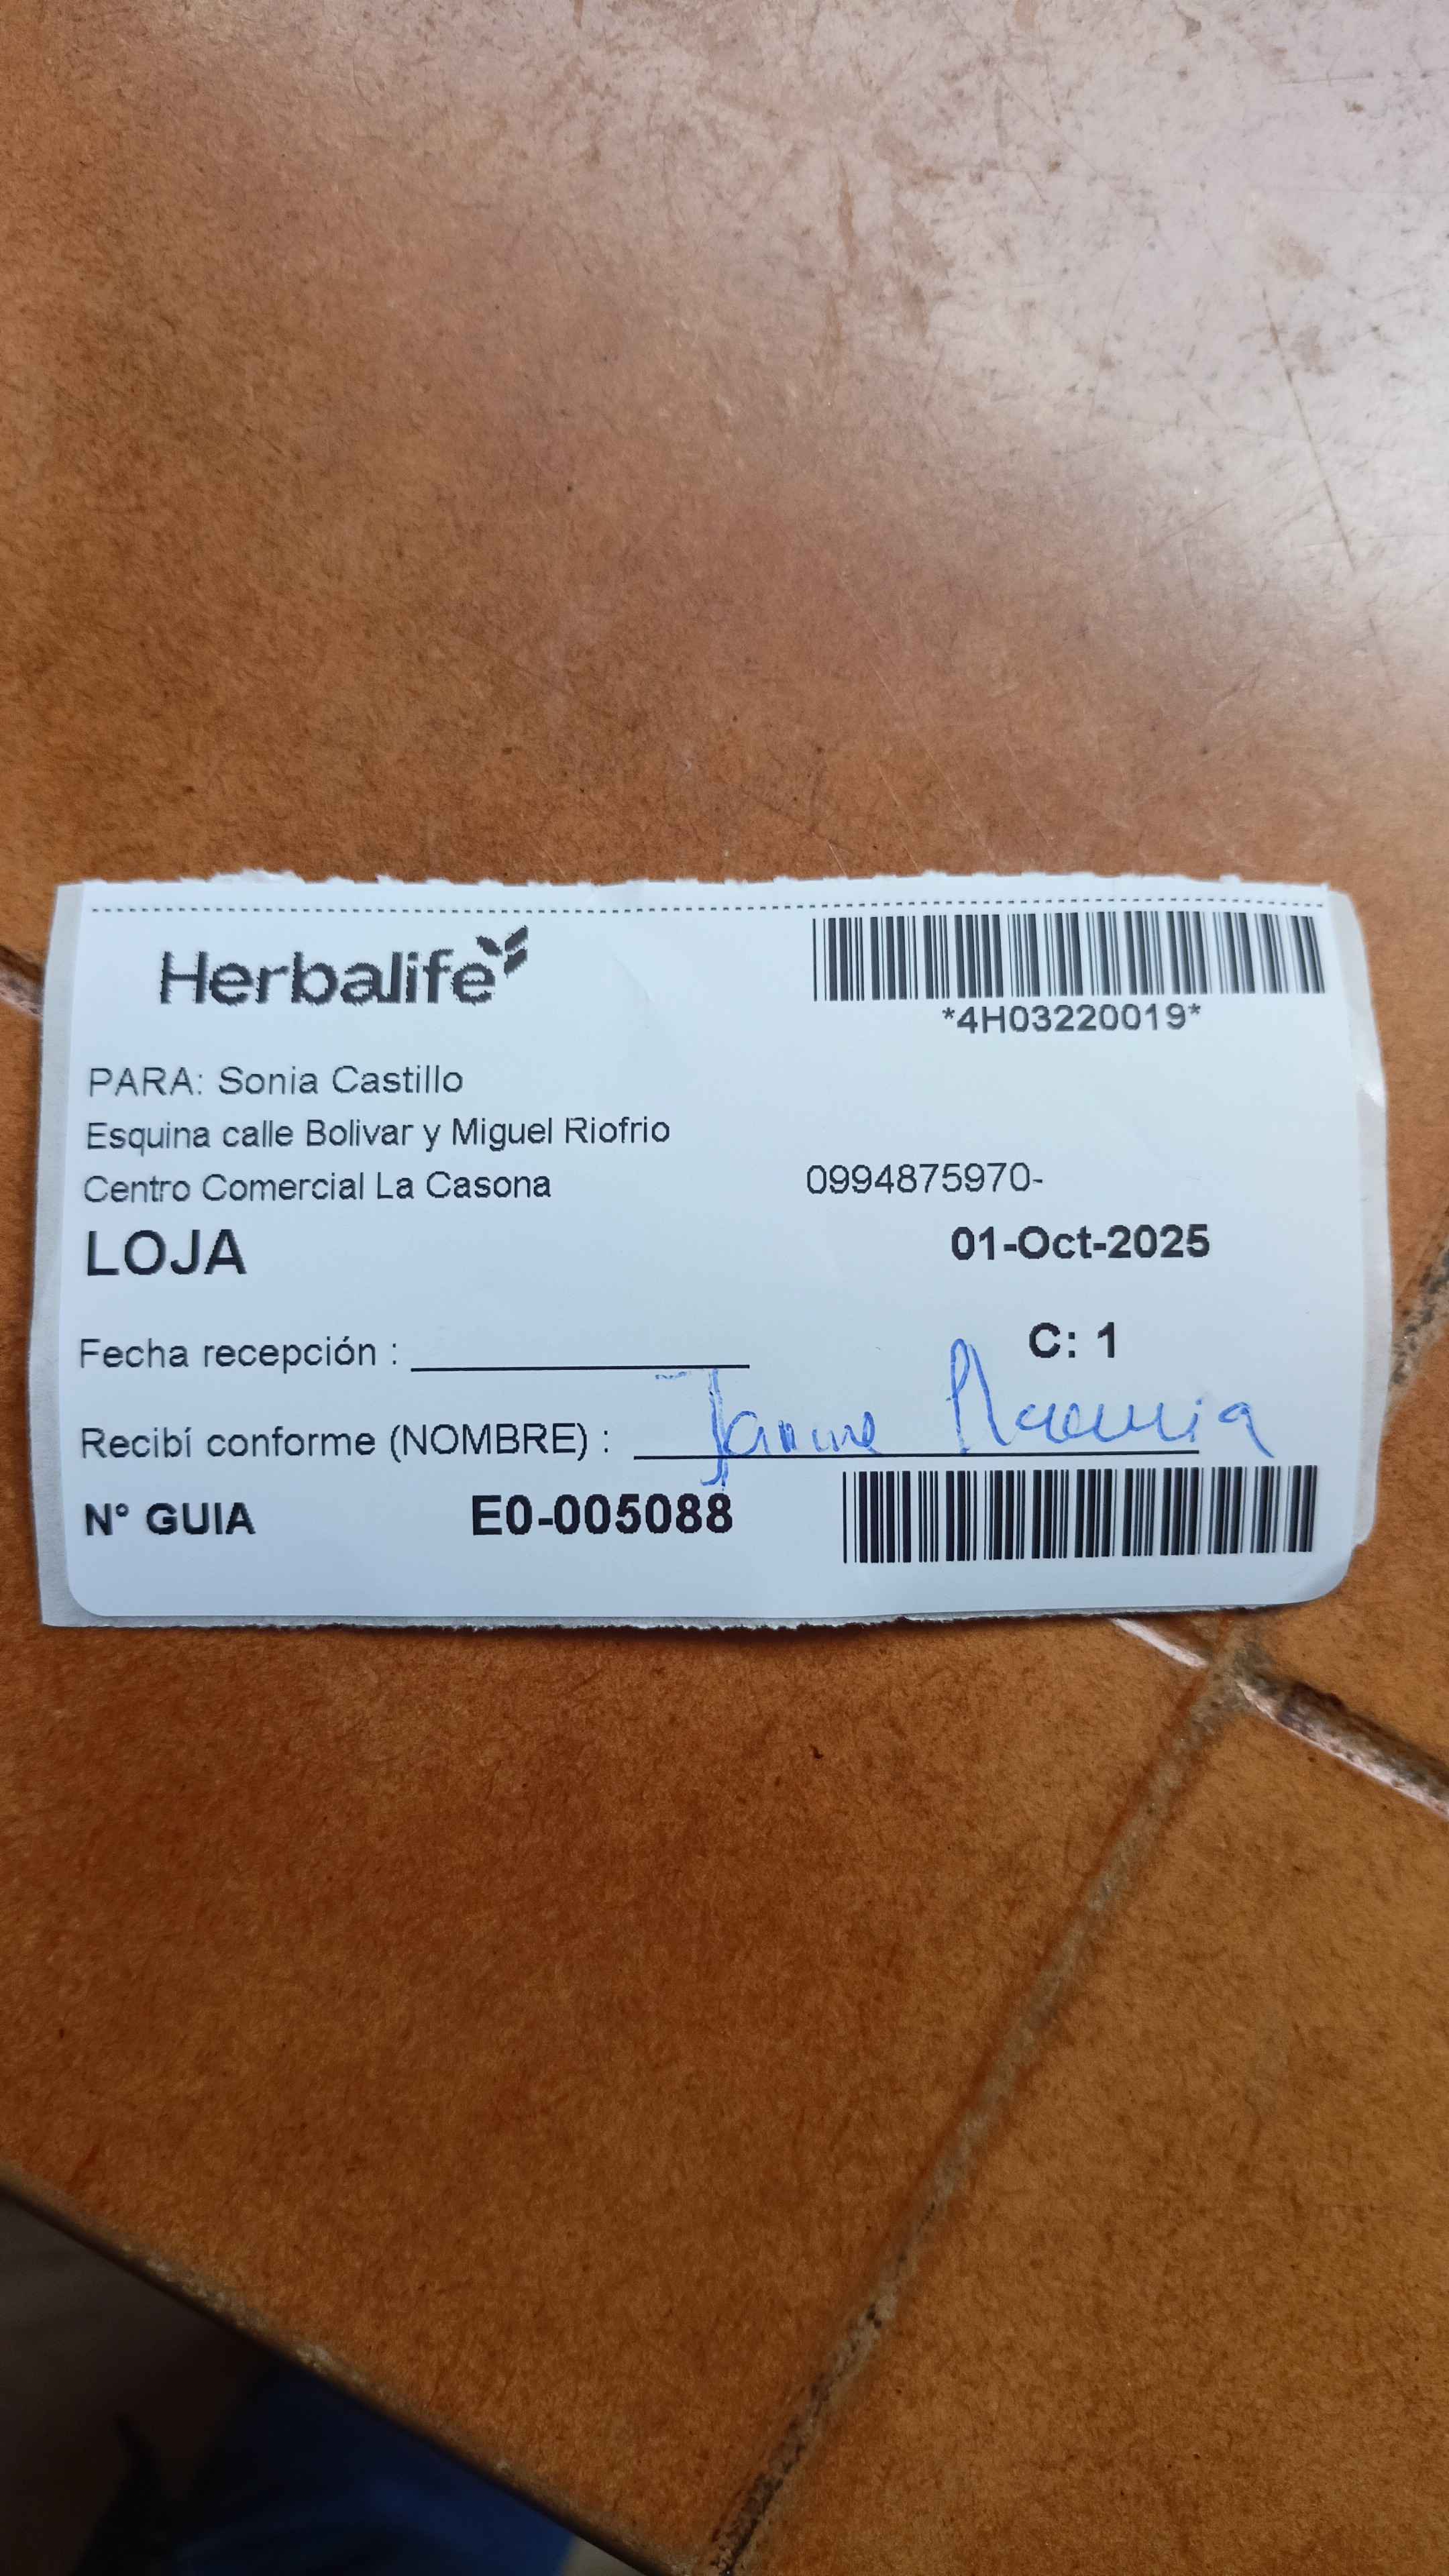 Herbalife
*4H03220019*
PARA: Sonia Castillo
Esquina calle Bolivar y Miguel Riofrio
Centro Comercial La Casona 0994875970-
LOJA 01-Oct-2025
Fecha recepción : C: 1
Recibí conforme (NOMBRE) :
N° GUIA E0-005088